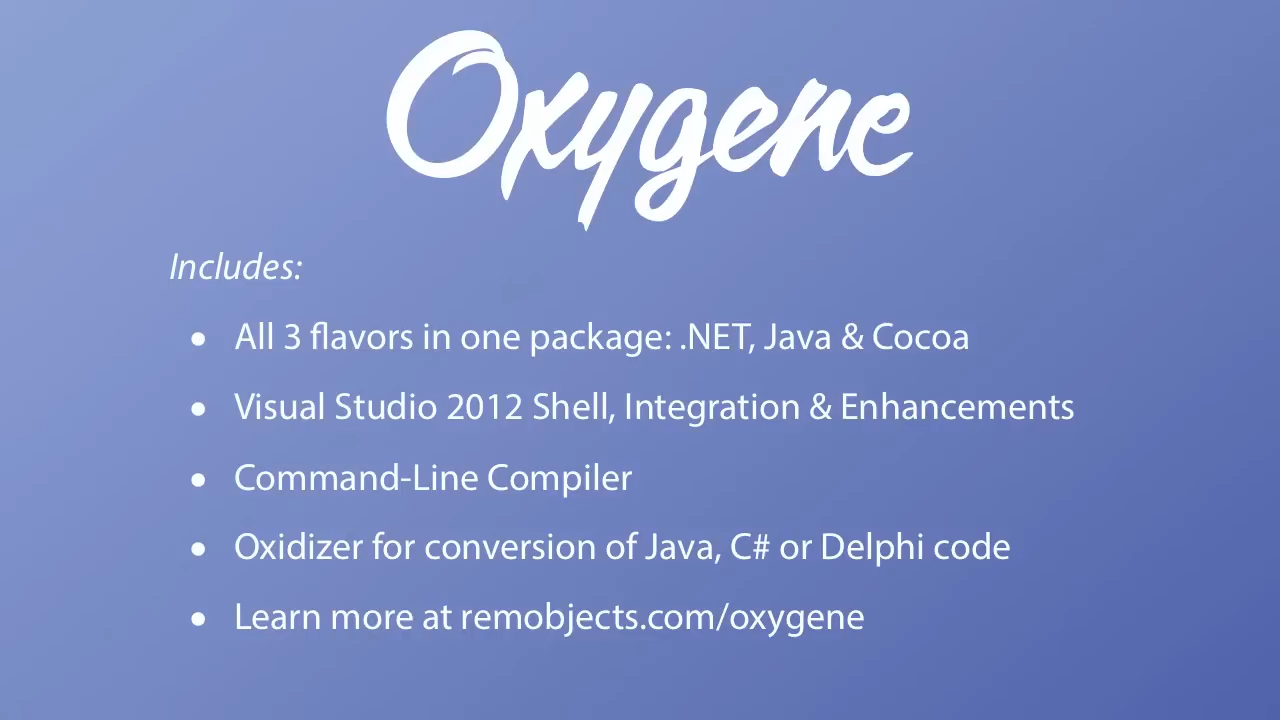 Oxygene
Includes:
• All 3 flavors in one package: .NET, Java & Cocoa
• Visual Studio 2012 Shell, Integration & Enhancements
• Command-Line Compiler
• Oxidizer for conversion of Java, C# or Delphi code
• Learn more at remobjects.com/oxygene